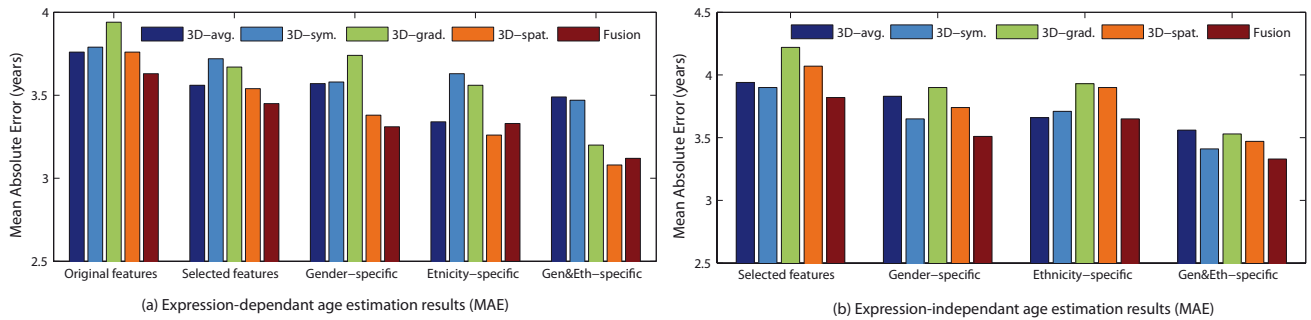 3D−avg. 3D−sym. 3D−grad. 3D−spat. Fusion
Mean Absolute Error (years)
4
3.5
3
2.5
Original features Selected features Gender−specific Etnicity−specific Gen&Eth−specific
(a) Expression-dependant age estimation results (MAE)
4.5
3D−avg. 3D−sym. 3D−grad. 3D−spat. Fusion
Mean Absolute Error (years)
4
3.5
3
2.5
Selected features Gender−specific Ethnicity−specific Gen&Eth−specific
(b) Expression-independant age estimation results (MAE)